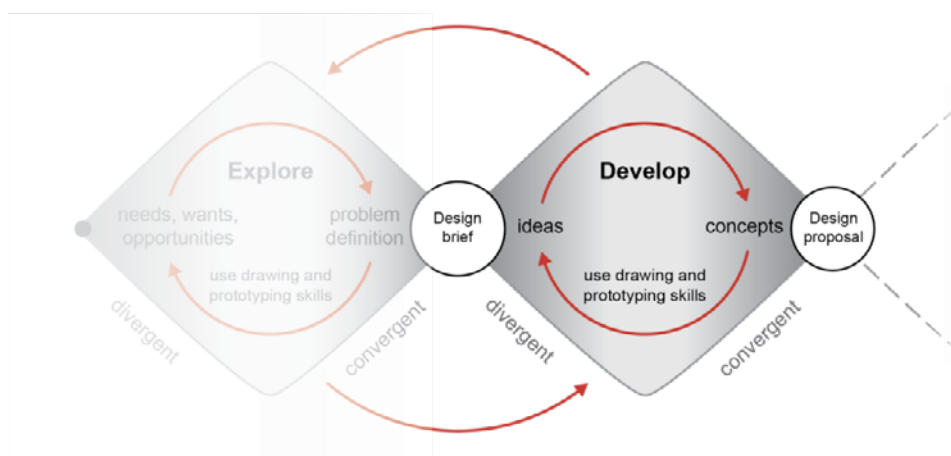 Explore
needs, wants,
opportunities
problem
definition
use drawing and
prototyping skills
divergent
convergent
Design
brief
Develop
ideas
concepts
use drawing and
prototyping skills
divergent
convergent
Design
proposal